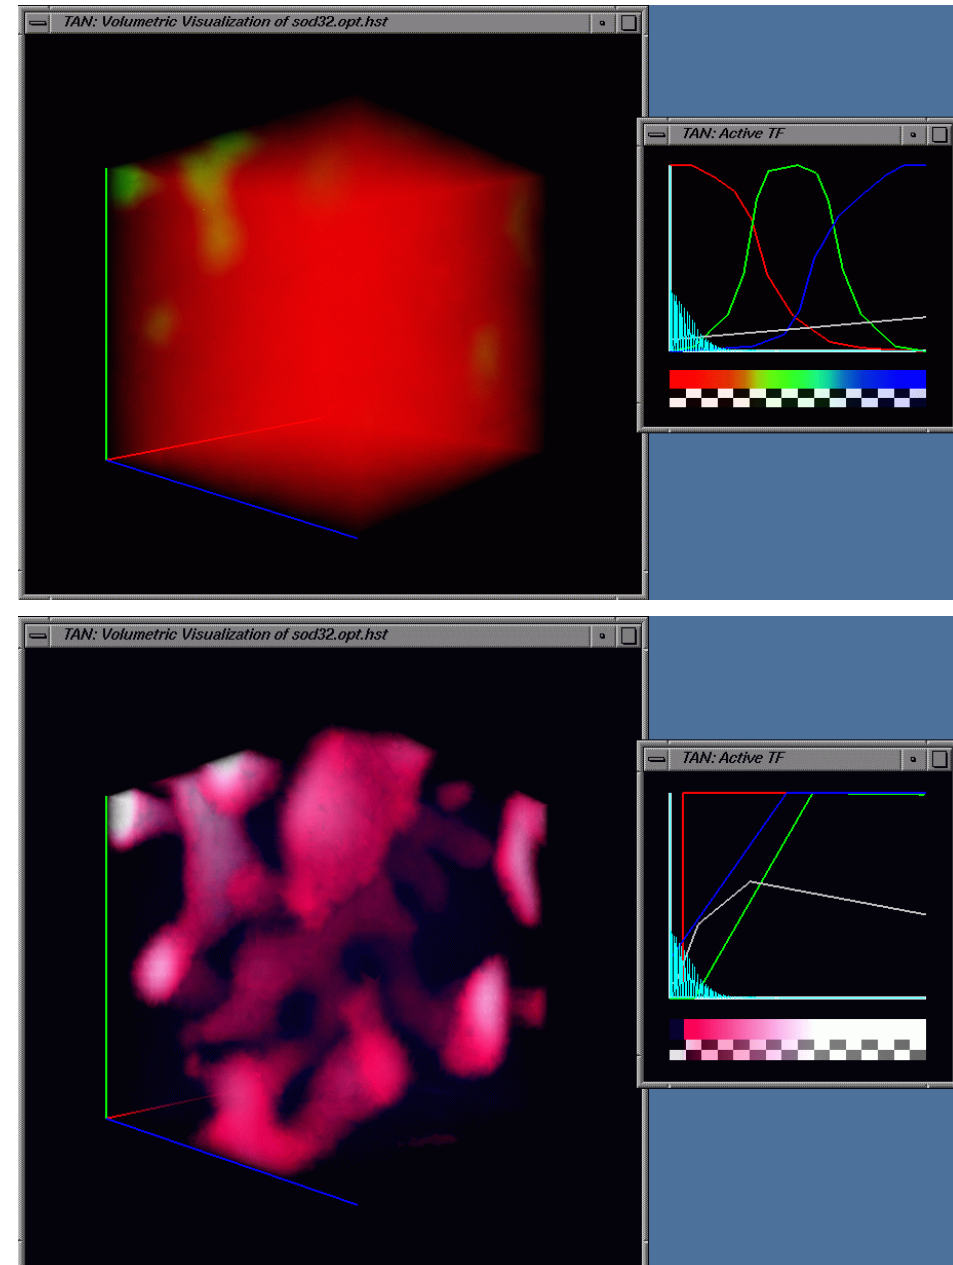 TAN: Volumetric Visualization of sod32.opt.hst
TAN: Active TF
TAN: Volumetric Visualization of sod32.opt.hst
TAN: Active TF